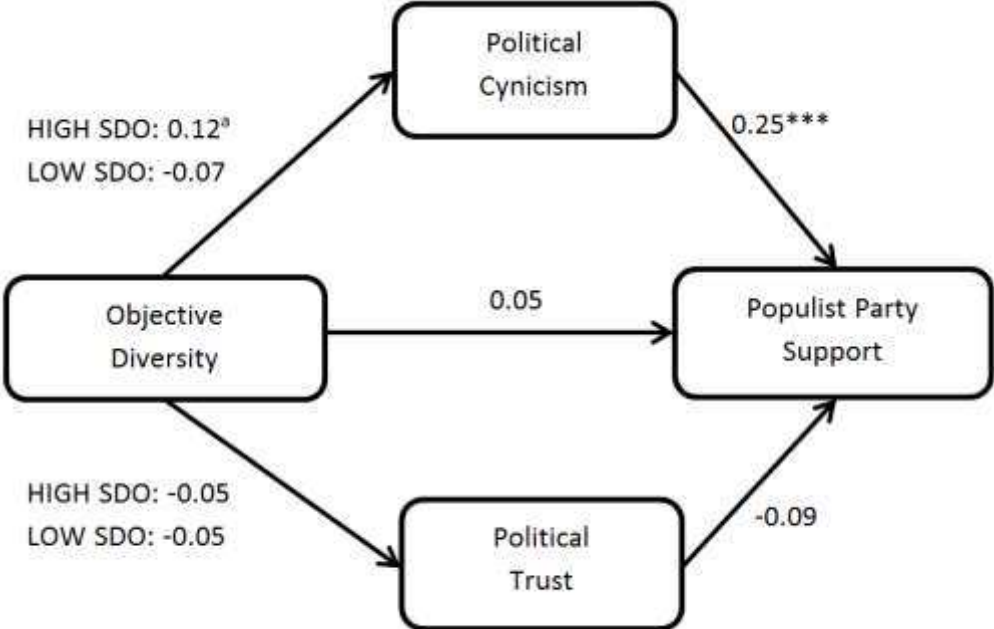 Political
Cynicism
HIGH SDO: 0.12ª
LOW SDO: -0.07
0.25***
Objective
Diversity
0.05
Populist Party
Support
HIGH SDO: -0.05
LOW SDO: -0.05
-0.09
Political
Trust